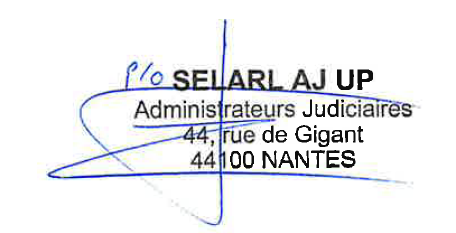 P/o SELARL AJ UP
Administrateurs Judiciaires
44, rue de Gigant
44100 NANTES